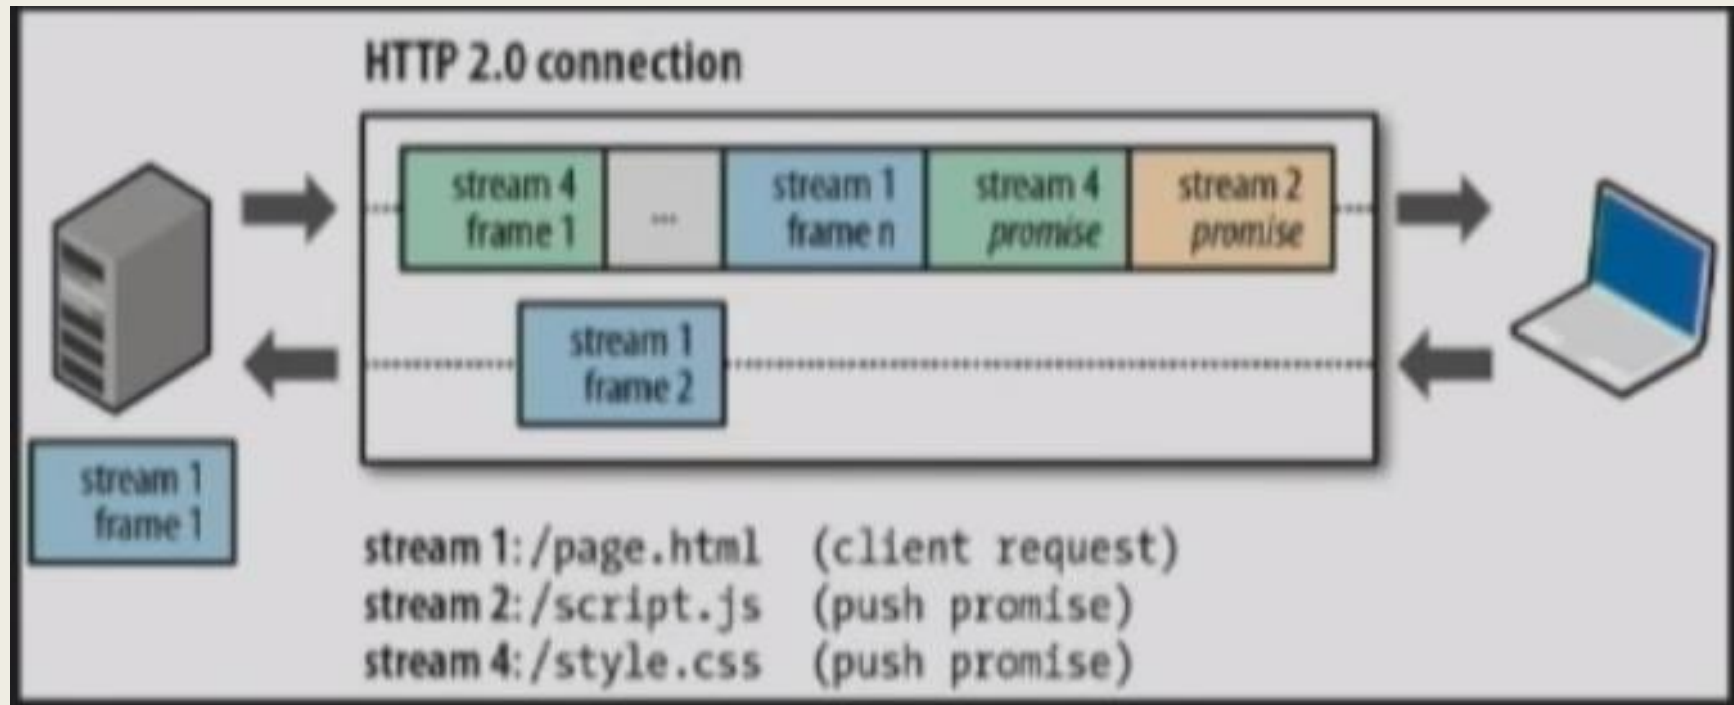 HTTP 2.0 connection
stream 4
frame 1
...
stream 1
frame n
stream 4
promise
stream 2
promise
stream 1
frame 2
stream 1
frame 1
stream 1: /page.html (client request)
stream 2: /script.js (push promise)
stream 4: /style.css (push promise)